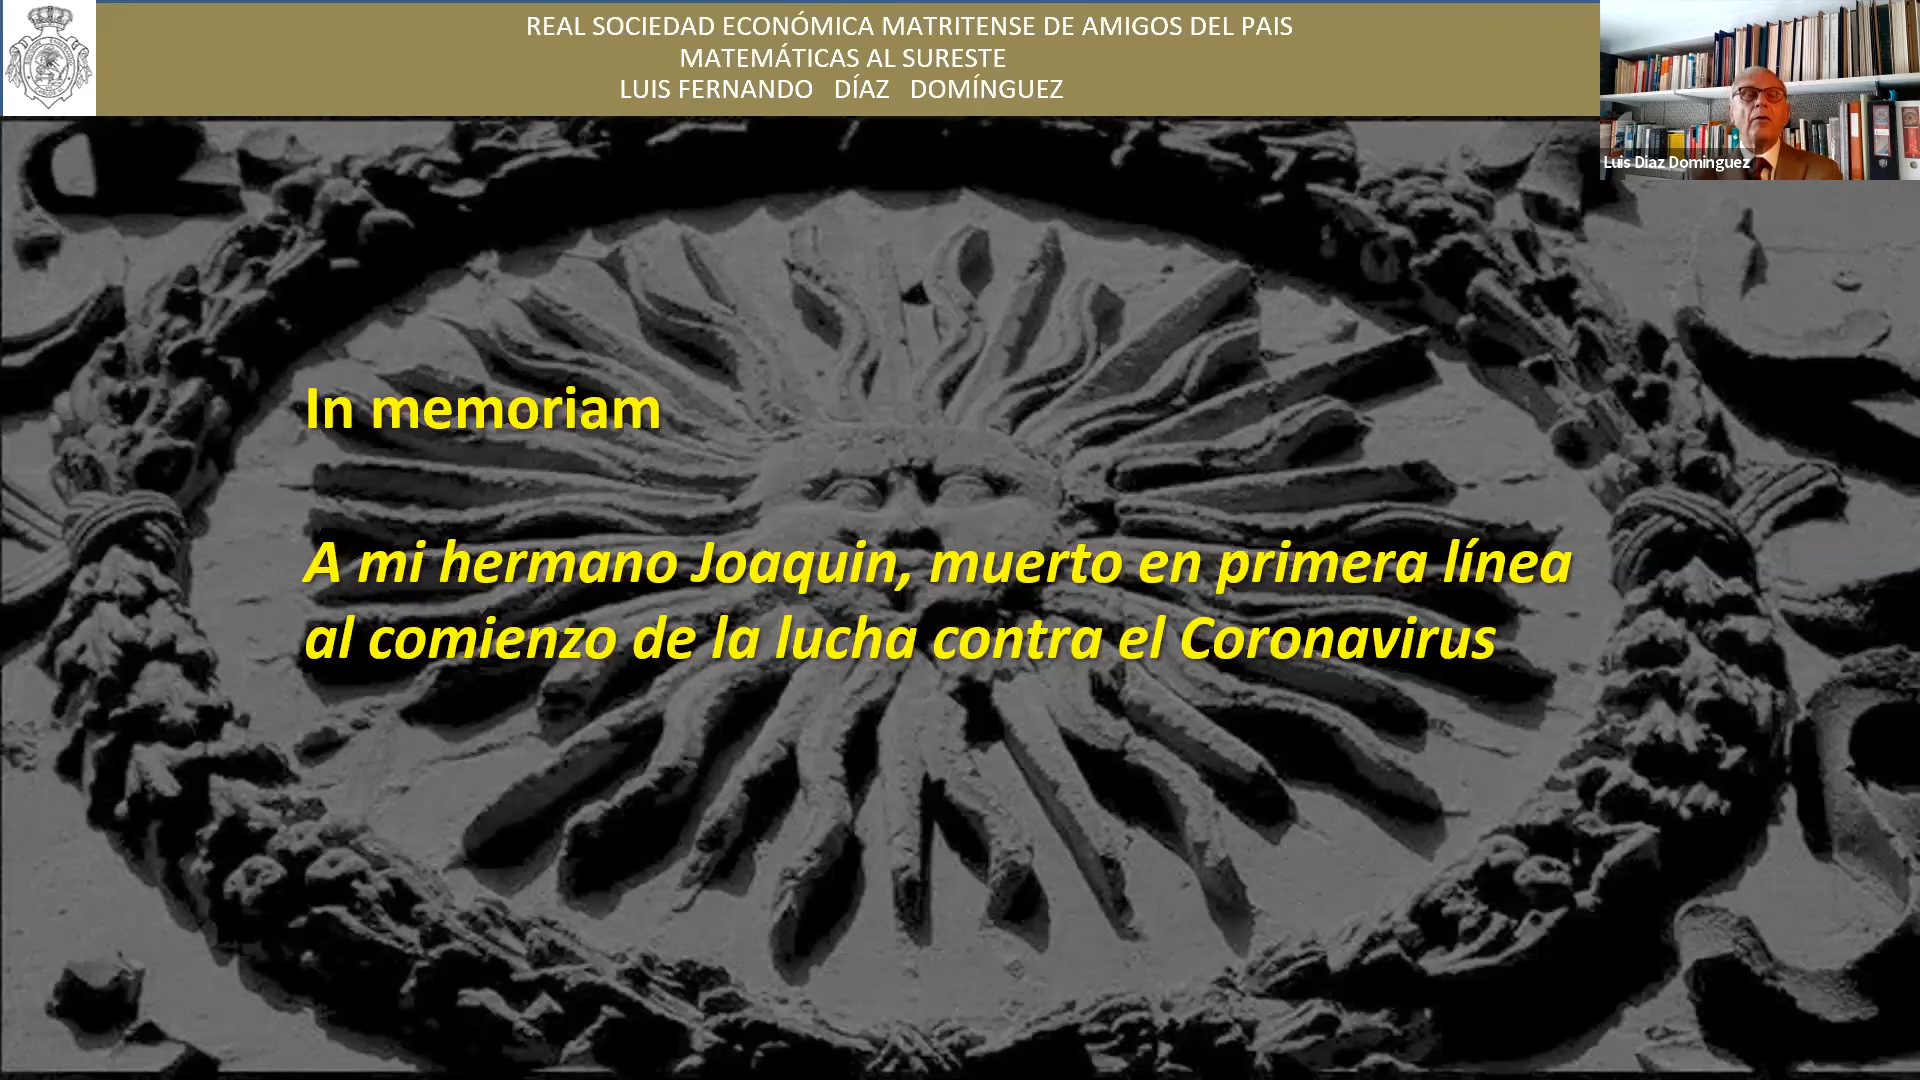 REAL SOCIEDAD ECONÓMICA MATRITENSE DE AMIGOS DEL PAIS
MATEMÁTICAS AL SURESTE
LUIS FERNANDO DÍAZ DOMÍNGUEZ
Luis Diaz Dominguez
In memoriam
A mi hermano Joaquin, muerto en primera línea
al comienzo de la lucha contra el Coronavirus